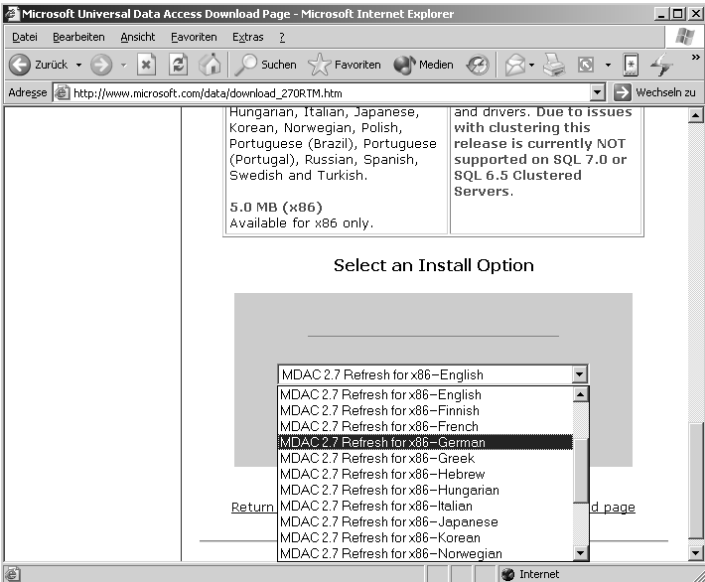 Microsoft Universal Data Access Download Page - Microsoft Internet Explorer
Datei Bearbeiten Ansicht Favoriten Extras ?
Zurück Suchen Favoriten Medien »
Adresse http://www.microsoft.com/data/download_270RTM.htm Wechseln zu
Hungarian, Italian, Japanese,
Korean, Norwegian, Polish,
Portuguese (Brazil), Portuguese
(Portugal), Russian, Spanish,
Swedish and Turkish.
5.0 MB (x86)
Available for x86 only.
and drivers. Due to issues
with clustering this
release is currently NOT
supported on SQL 7.0 or
SQL 6.5 Clustered
Servers.
Select an Install Option
MDAC 2.7 Refresh for x86–English
MDAC 2.7 Refresh for x86–English
MDAC 2.7 Refresh for x86–Finnish
MDAC 2.7 Refresh for x86–French
MDAC 2.7 Refresh for x86–German
MDAC 2.7 Refresh for x86–Greek
MDAC 2.7 Refresh for x86–Hebrew
MDAC 2.7 Refresh for x86–Hungarian
MDAC 2.7 Refresh for x86–Italian
MDAC 2.7 Refresh for x86–Japanese
MDAC 2.7 Refresh for x86–Korean
MDAC 2.7 Refresh for x86–Norwegian
Return d page
Internet